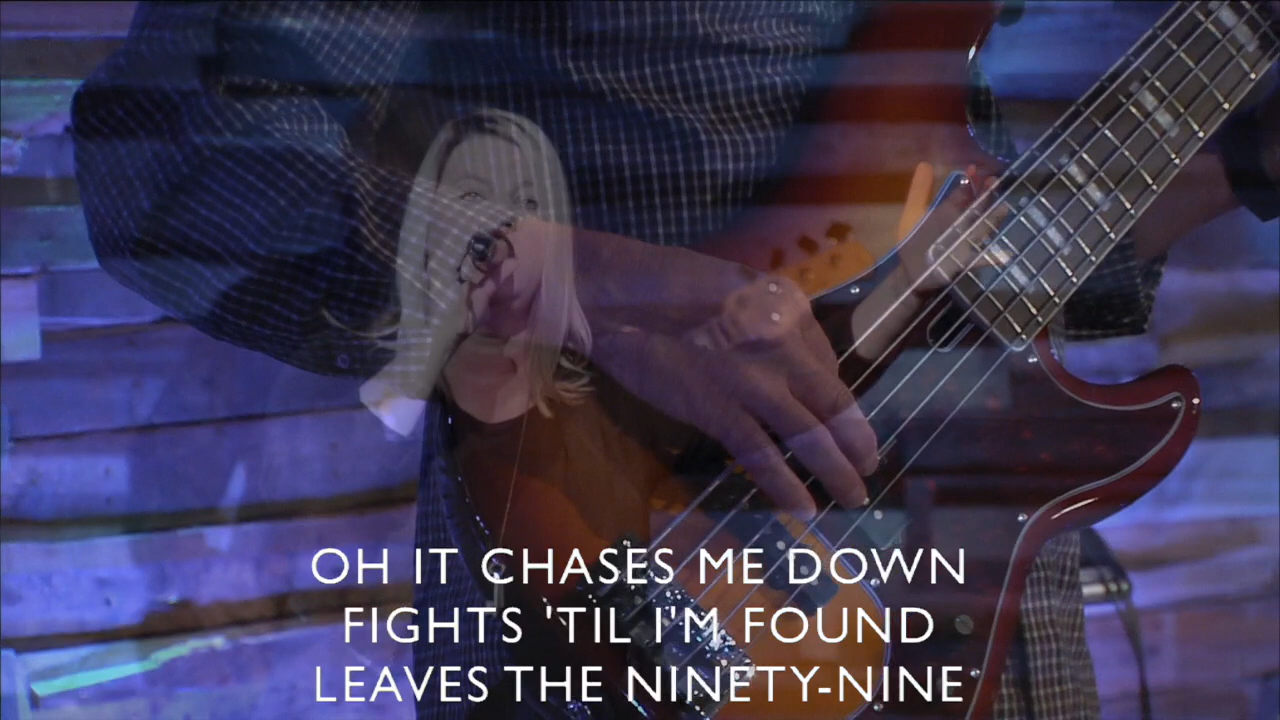 OH IT CHASES ME DOWN
FIGHTS 'TIL I'M FOUND
LEAVES THE NINETY-NINE